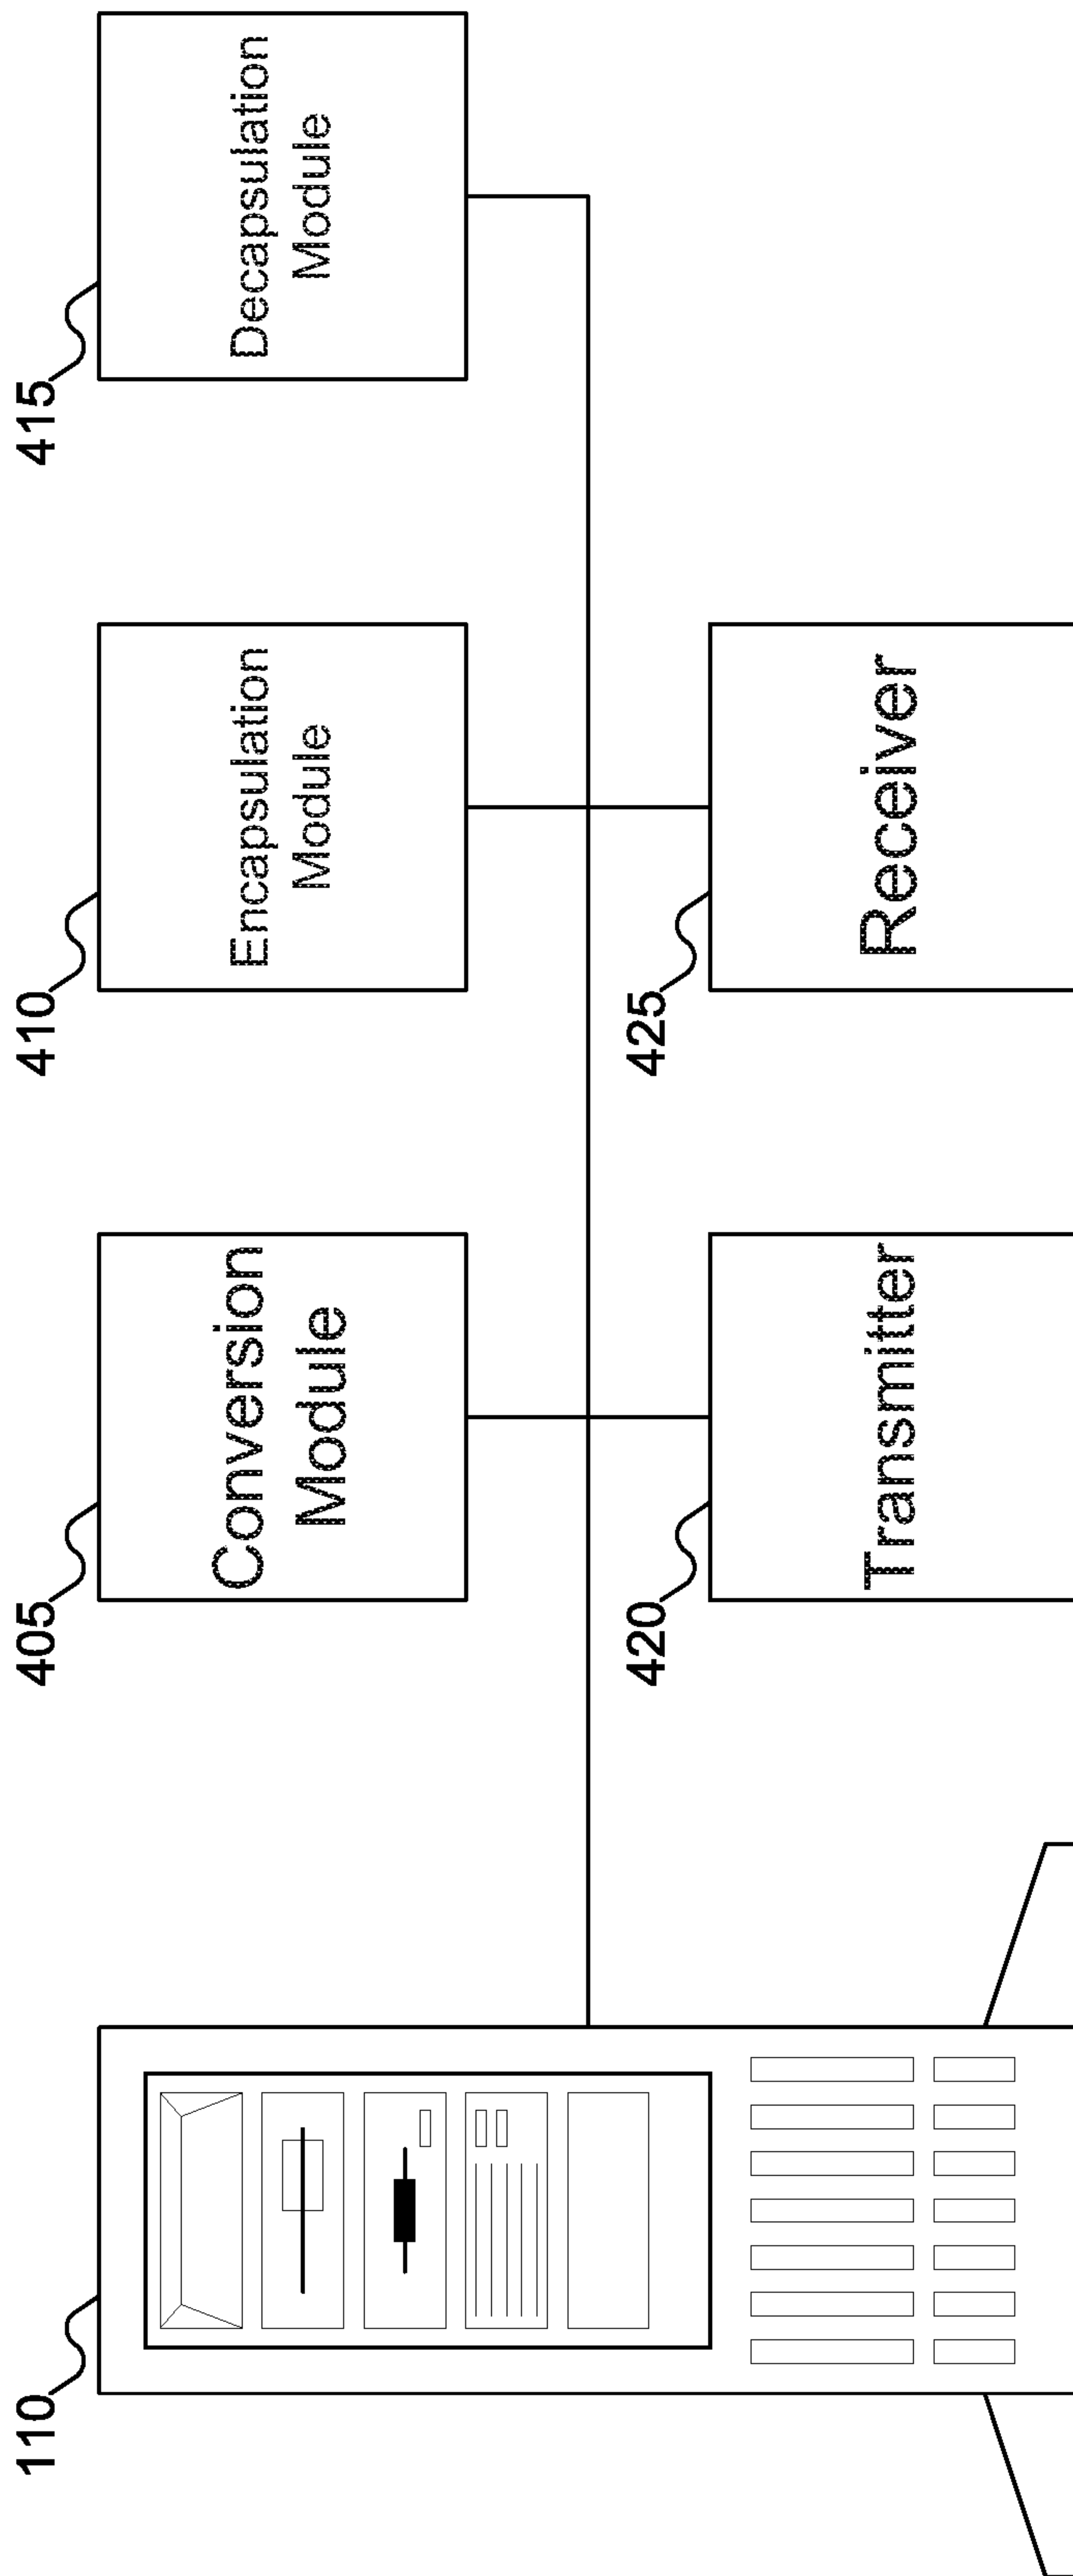 110
405
Conversion
Module
410
Encapsulation
Module
415
Decapsulation
Module
420
Transmitter
425
Receiver